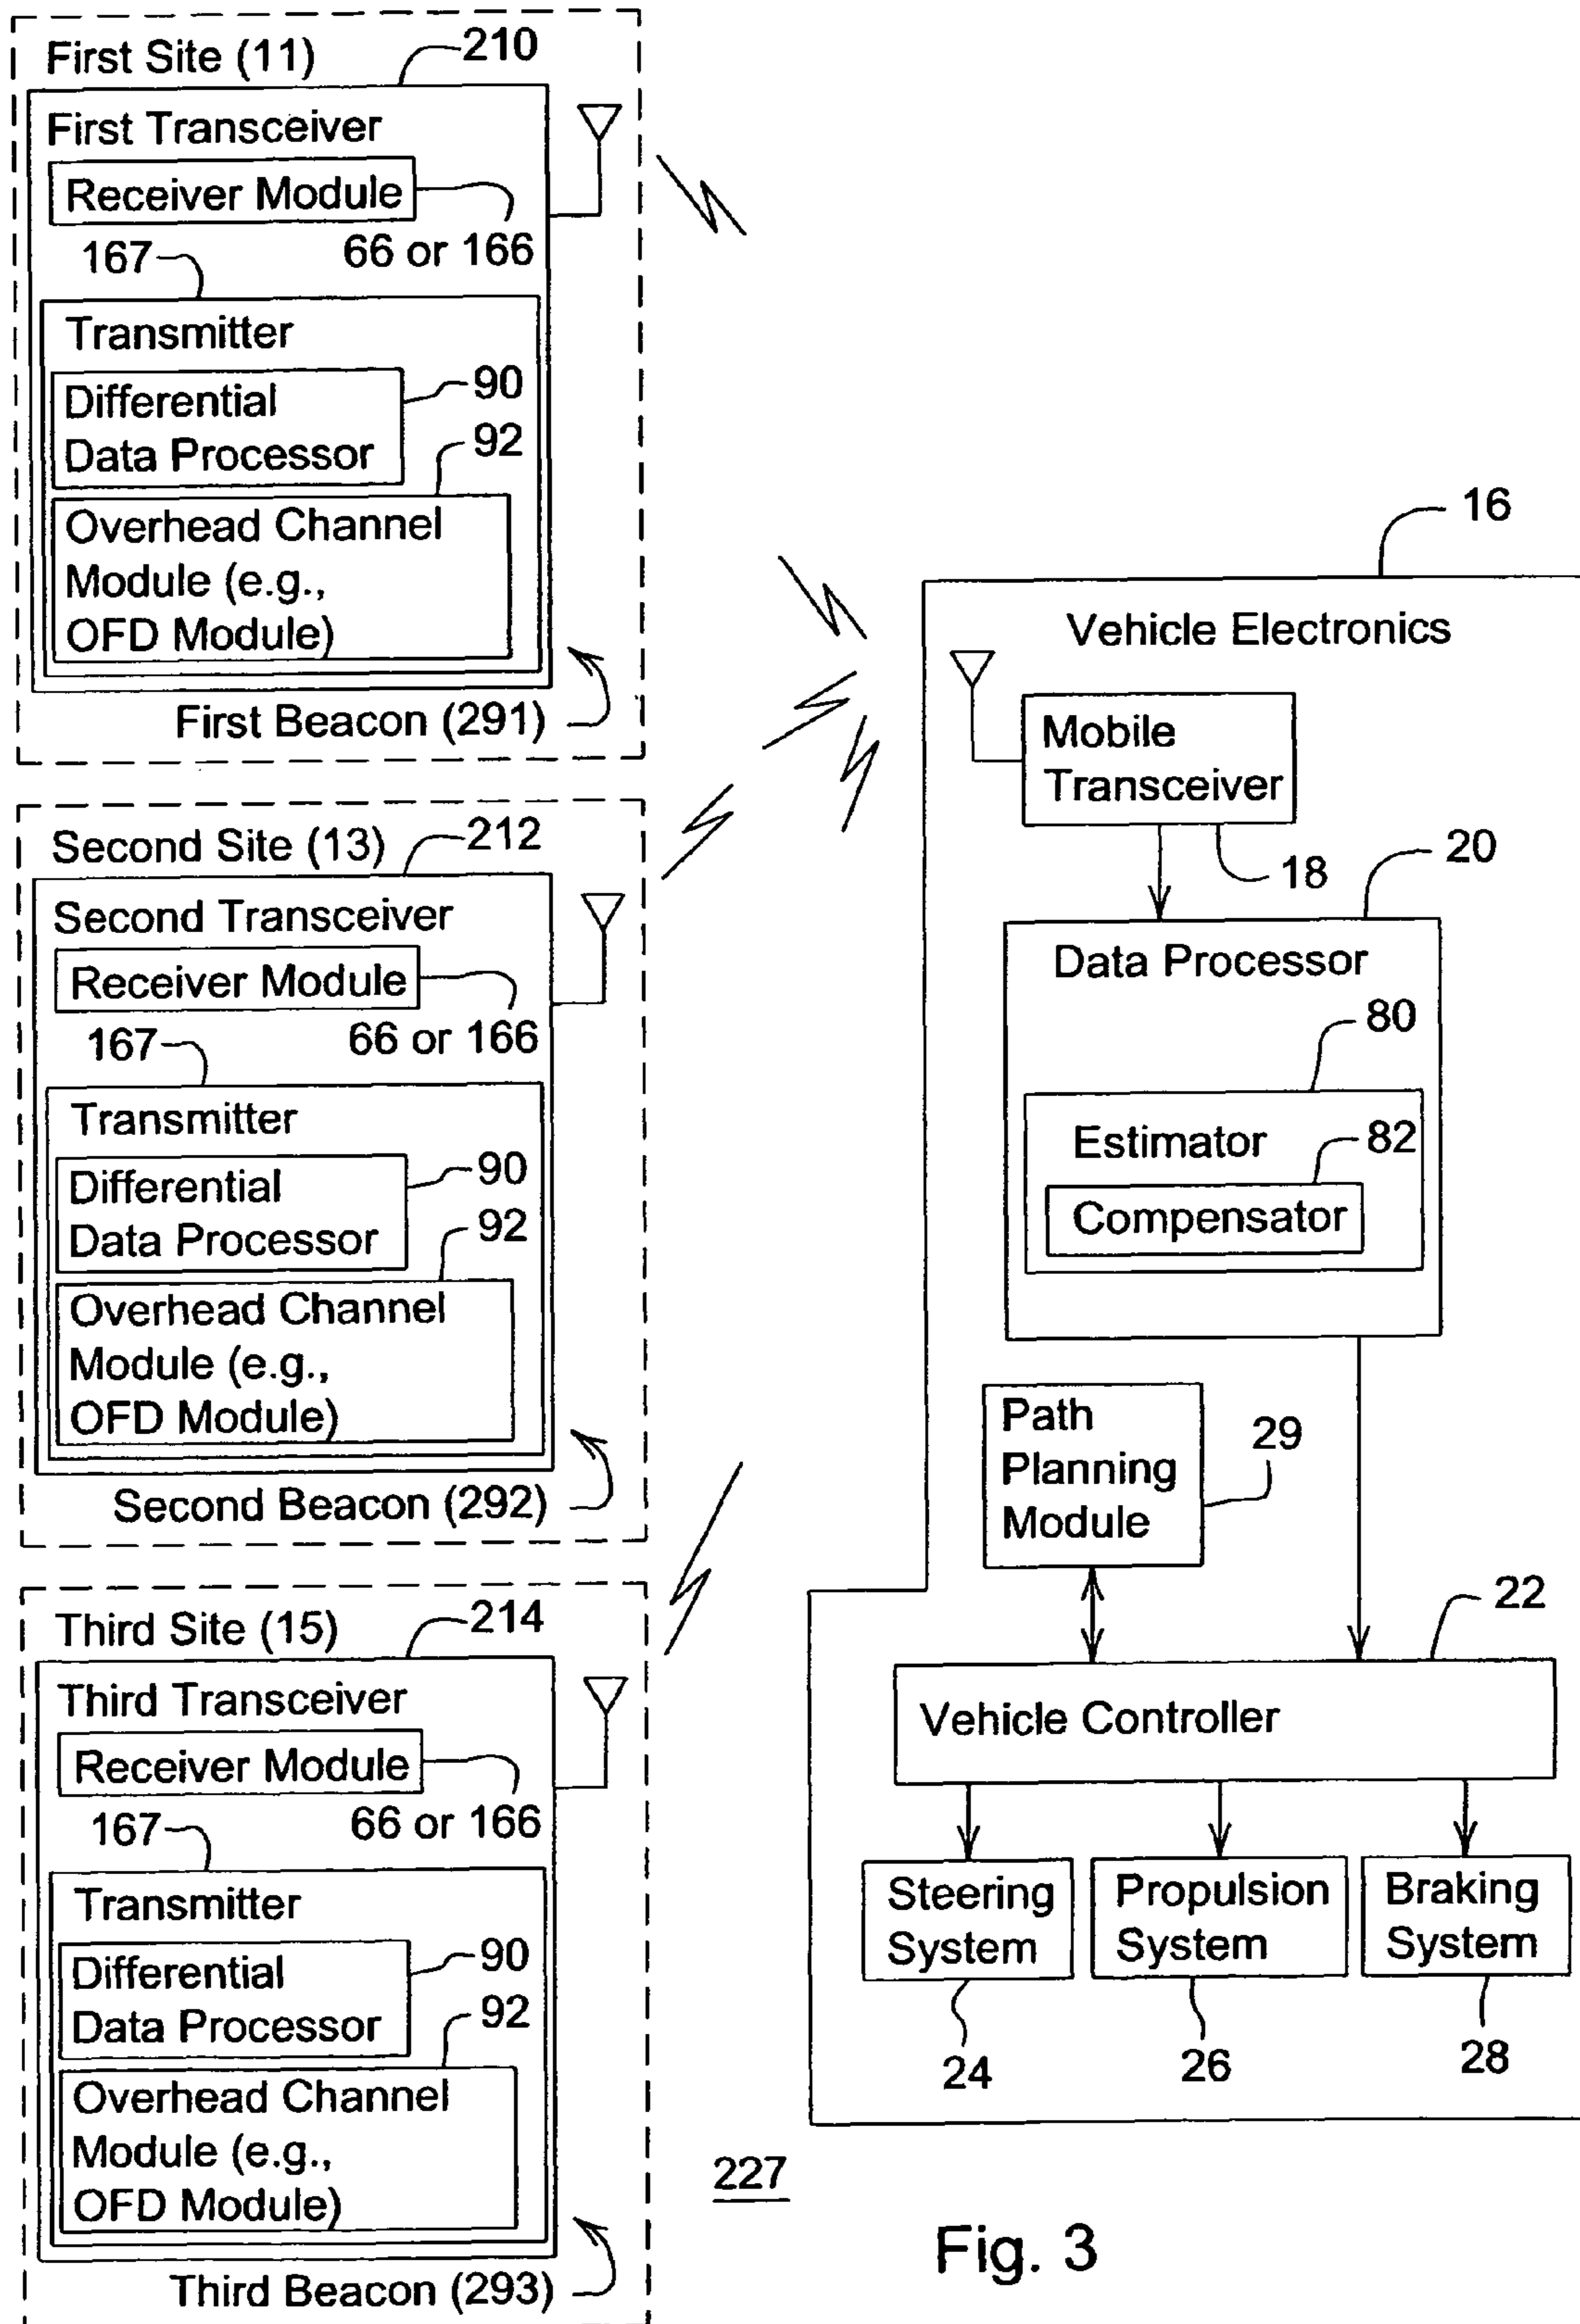 First Site (11)
210
First Transceiver
Receiver Module
66 or 166
167
Transmitter
Differential
Data Processor
90
92
Overhead Channel
Module (e.g.,
OFD Module)
First Beacon (291)
Second Site (13)
212
Second Transceiver
Receiver Module
66 or 166
167
Transmitter
Differential
Data Processor
90
92
Overhead Channel
Module (e.g.,
OFD Module)
Second Beacon (292)
Third Site (15)
214
Third Transceiver
Receiver Module
66 or 166
167
Transmitter
Differential
Data Processor
90
92
Overhead Channel
Module (e.g.,
OFD Module)
Third Beacon (293)
16
Vehicle Electronics
Mobile
Transceiver
18
20
Data Processor
80
Estimator
82
Compensator
Path
Planning
Module
29
22
Vehicle Controller
Steering
System
Propulsion
System
Braking
System
24
26
28
227
Fig. 3